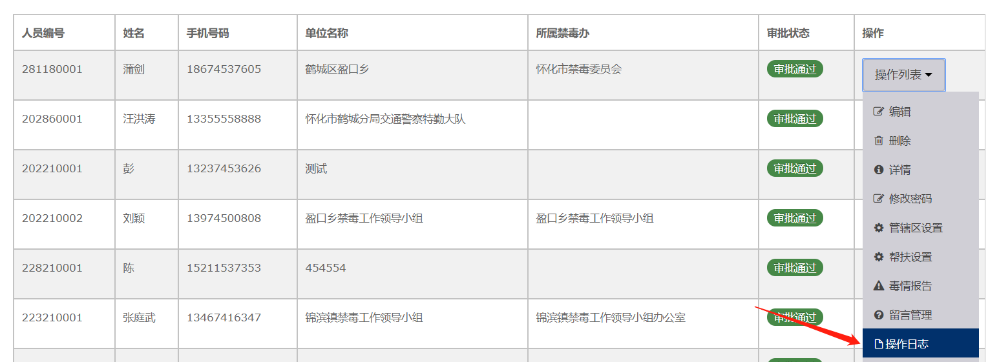 人员编号 姓名 手机号码 单位名称 所属禁毒办 审批状态 操作
281180001 蒲剑 18674537605 鹤城区盈口乡 怀化市禁毒委员会 审批通过 操作列表
202860001 汪洪涛 13355558888 怀化市鹤城分局交通警察特勤大队 审批通过
编辑
删除
202210001 彭 13237453626 测试 审批通过 详情
修改密码
202210002 刘颖 13974500808 盈口乡禁毒工作领导小组 盈口乡禁毒工作领导小组 审批通过
管辖区设置
帮扶设置
228210001 陈 15211537353 454554 审批通过
毒情报告
223210001 张庭武 13467416347 锦滨镇禁毒工作领导小组 锦滨镇禁毒工作领导小组办公室 审批通过 留言管理
操作日志